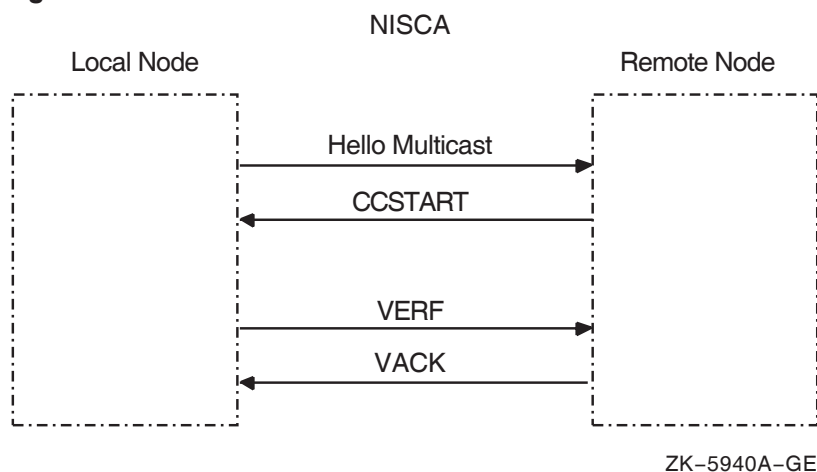 NISCA
Local Node
Remote Node
Hello Multicast
CCSTART
VERF
VACK
ZK−5940A−GE